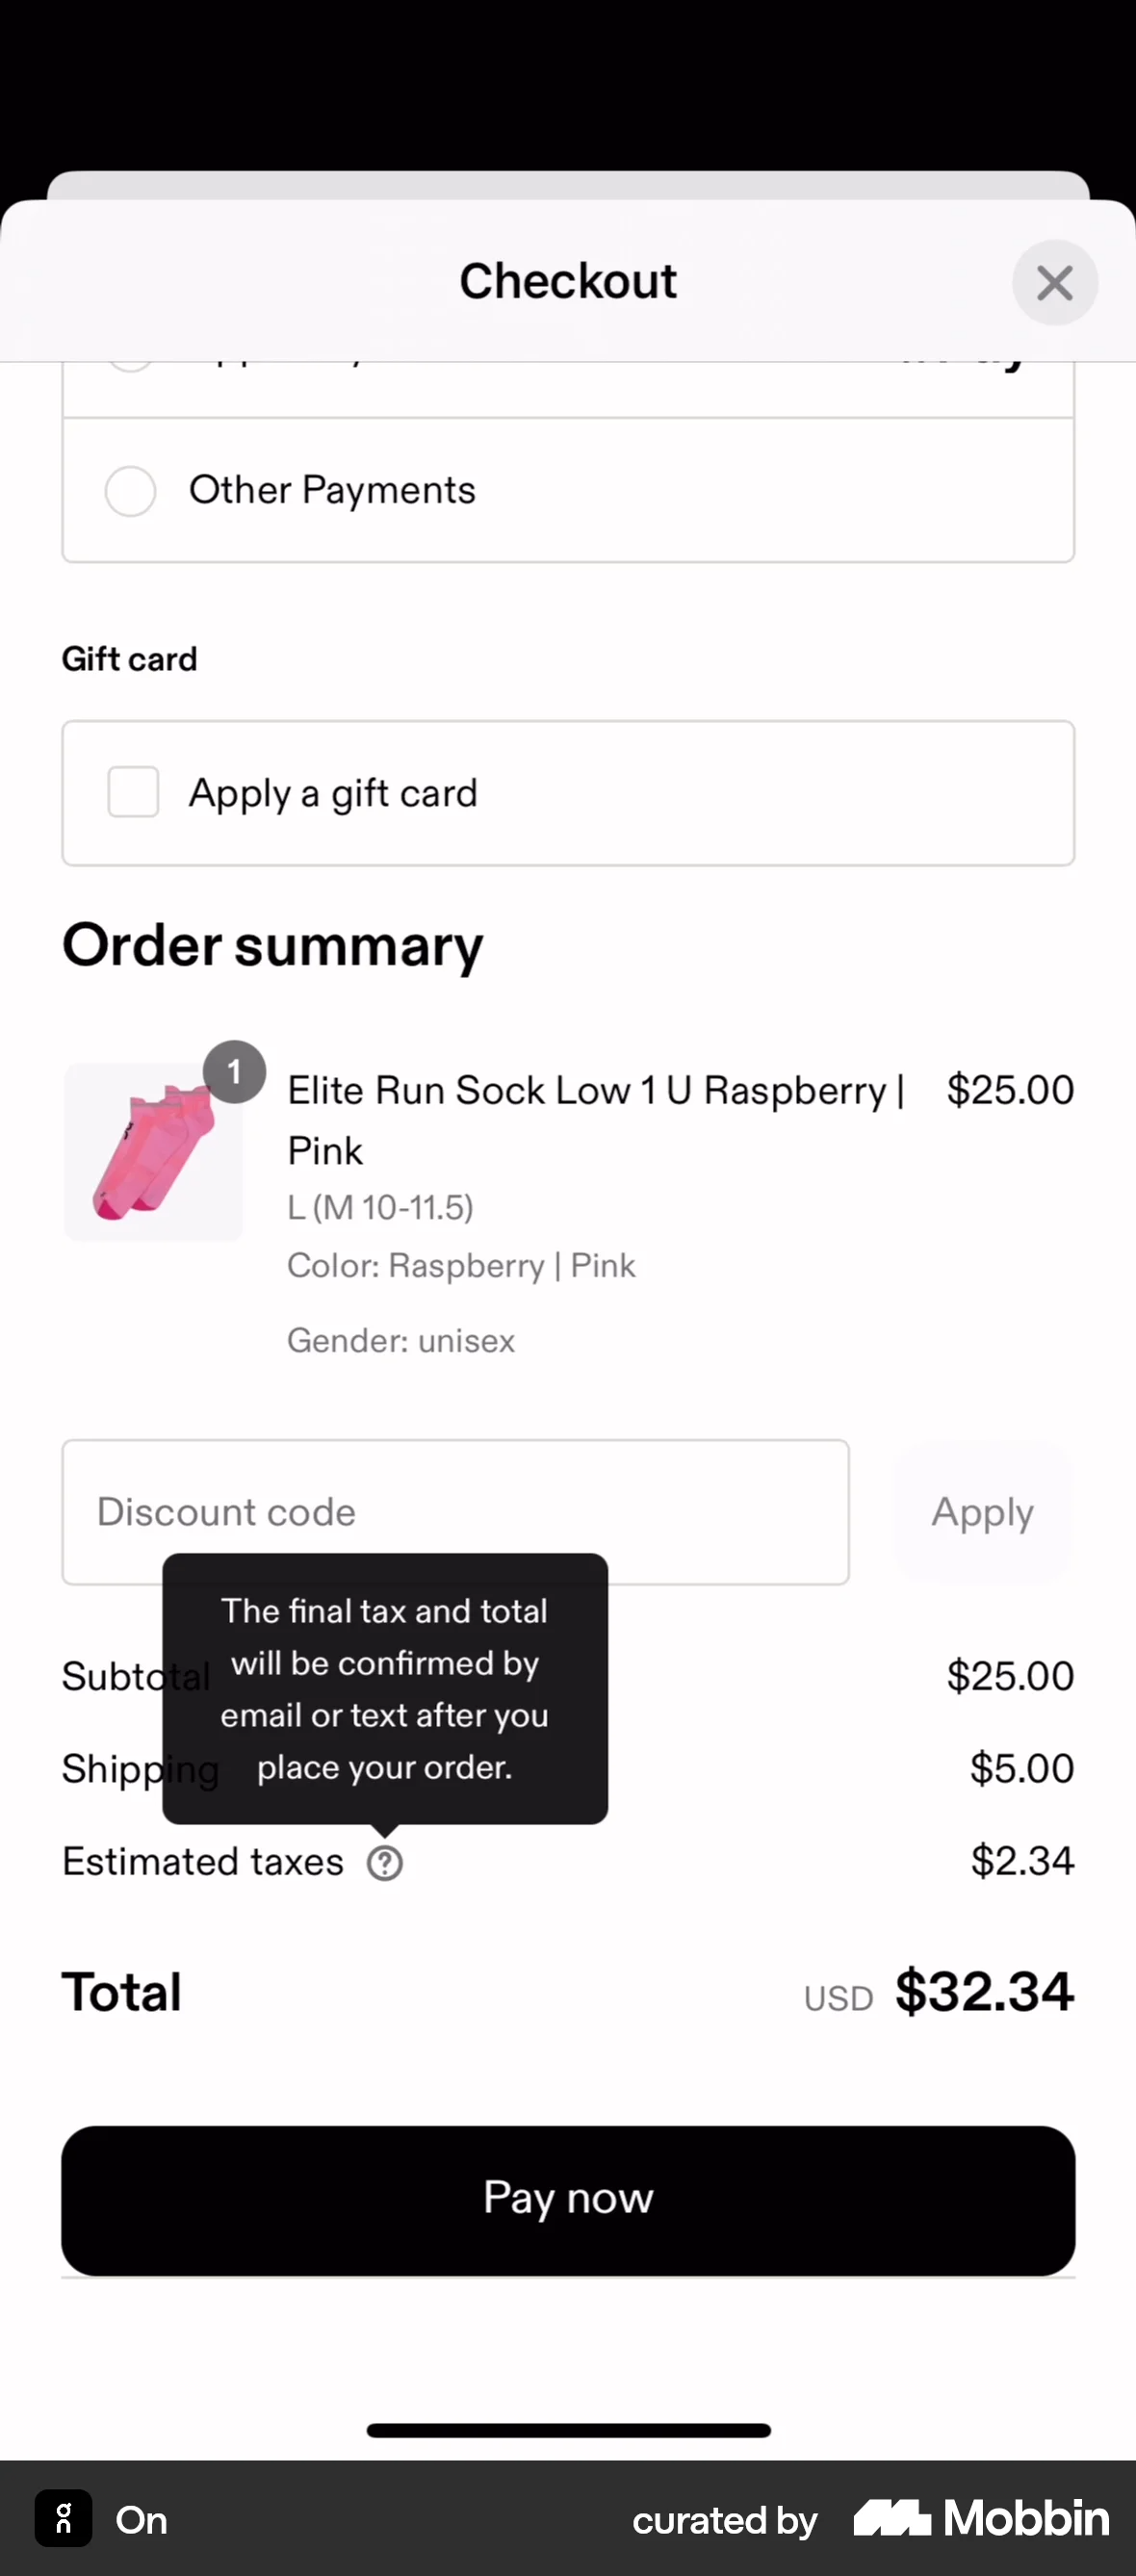 Checkout
Other Payments
Gift card
Apply a gift card
Order summary
1
Elite Run Sock Low 1 U Raspberry |
Pink
$25.00
L (M 10-11.5)
Color: Raspberry | Pink
Gender: unisex
Discount code
Apply
The final tax and total
will be confirmed by
email or text after you
place your order.
Subtotal $25.00
Shipping $5.00
Estimated taxes ? $2.34
Total USD $32.34
Pay now
On
curated by Mobbin